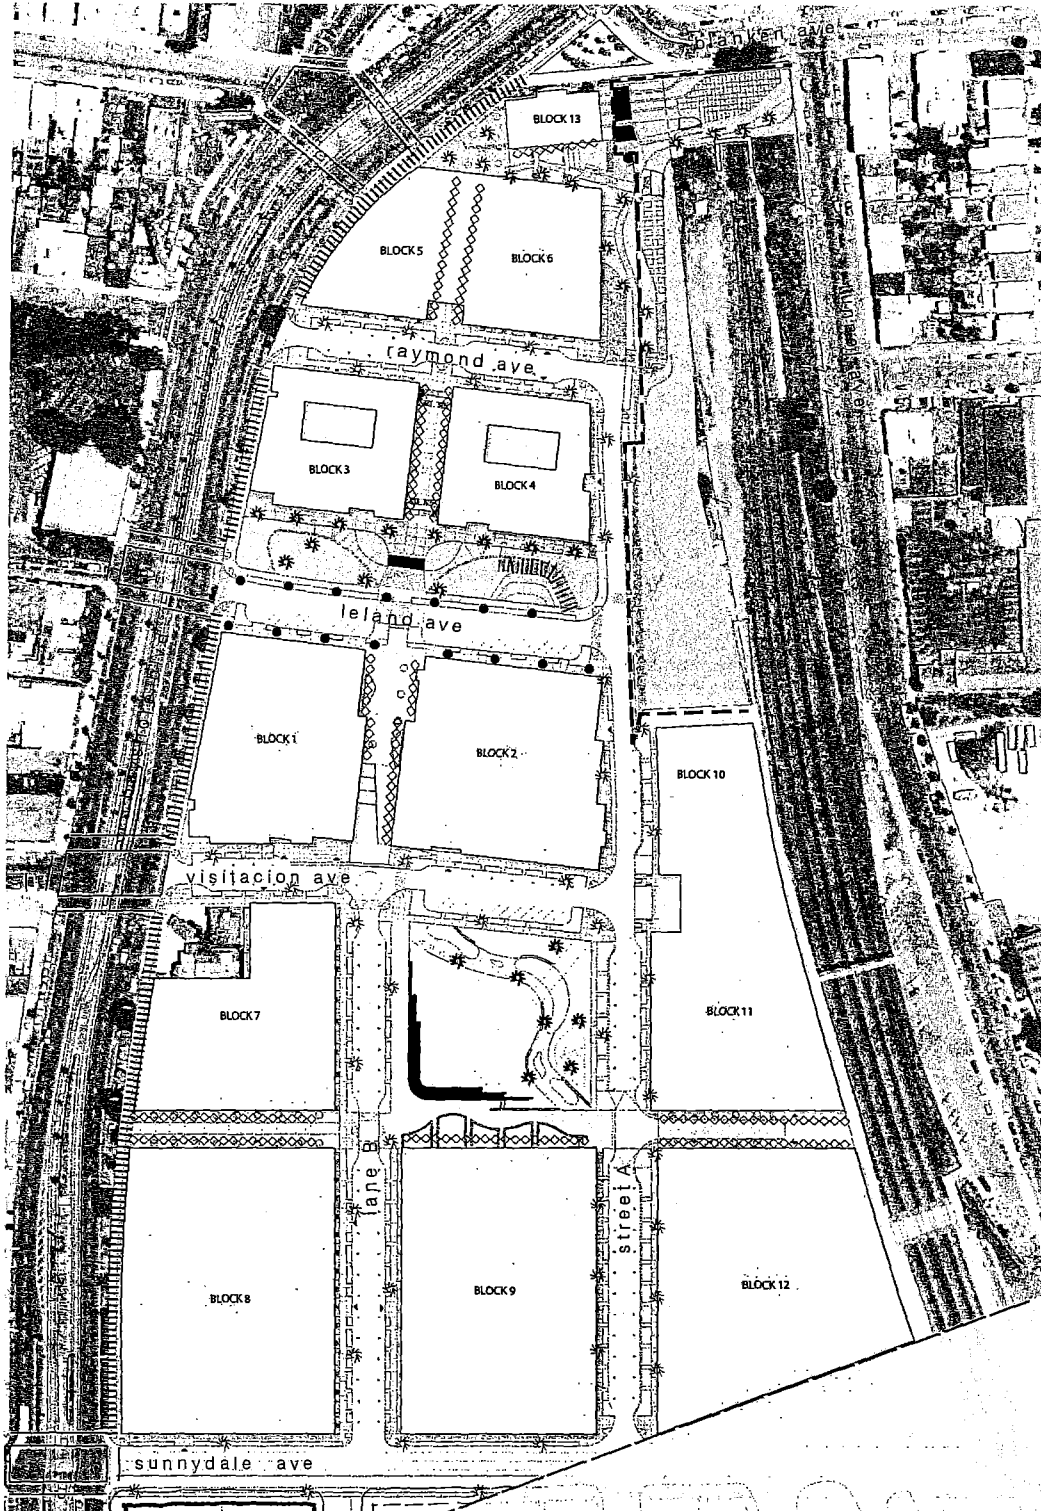 blanken ave
BLOCK 13
BLOCK 5
BLOCK 6
raymond ave
BLOCK 3
BLOCK 4
leland ave
BLOCK 1
BLOCK 2
BLOCK 10
visitacion ave
BLOCK 7
BLOCK 11
lane B
street A
BLOCK 8
BLOCK 9
BLOCK 12
sunnydale ave